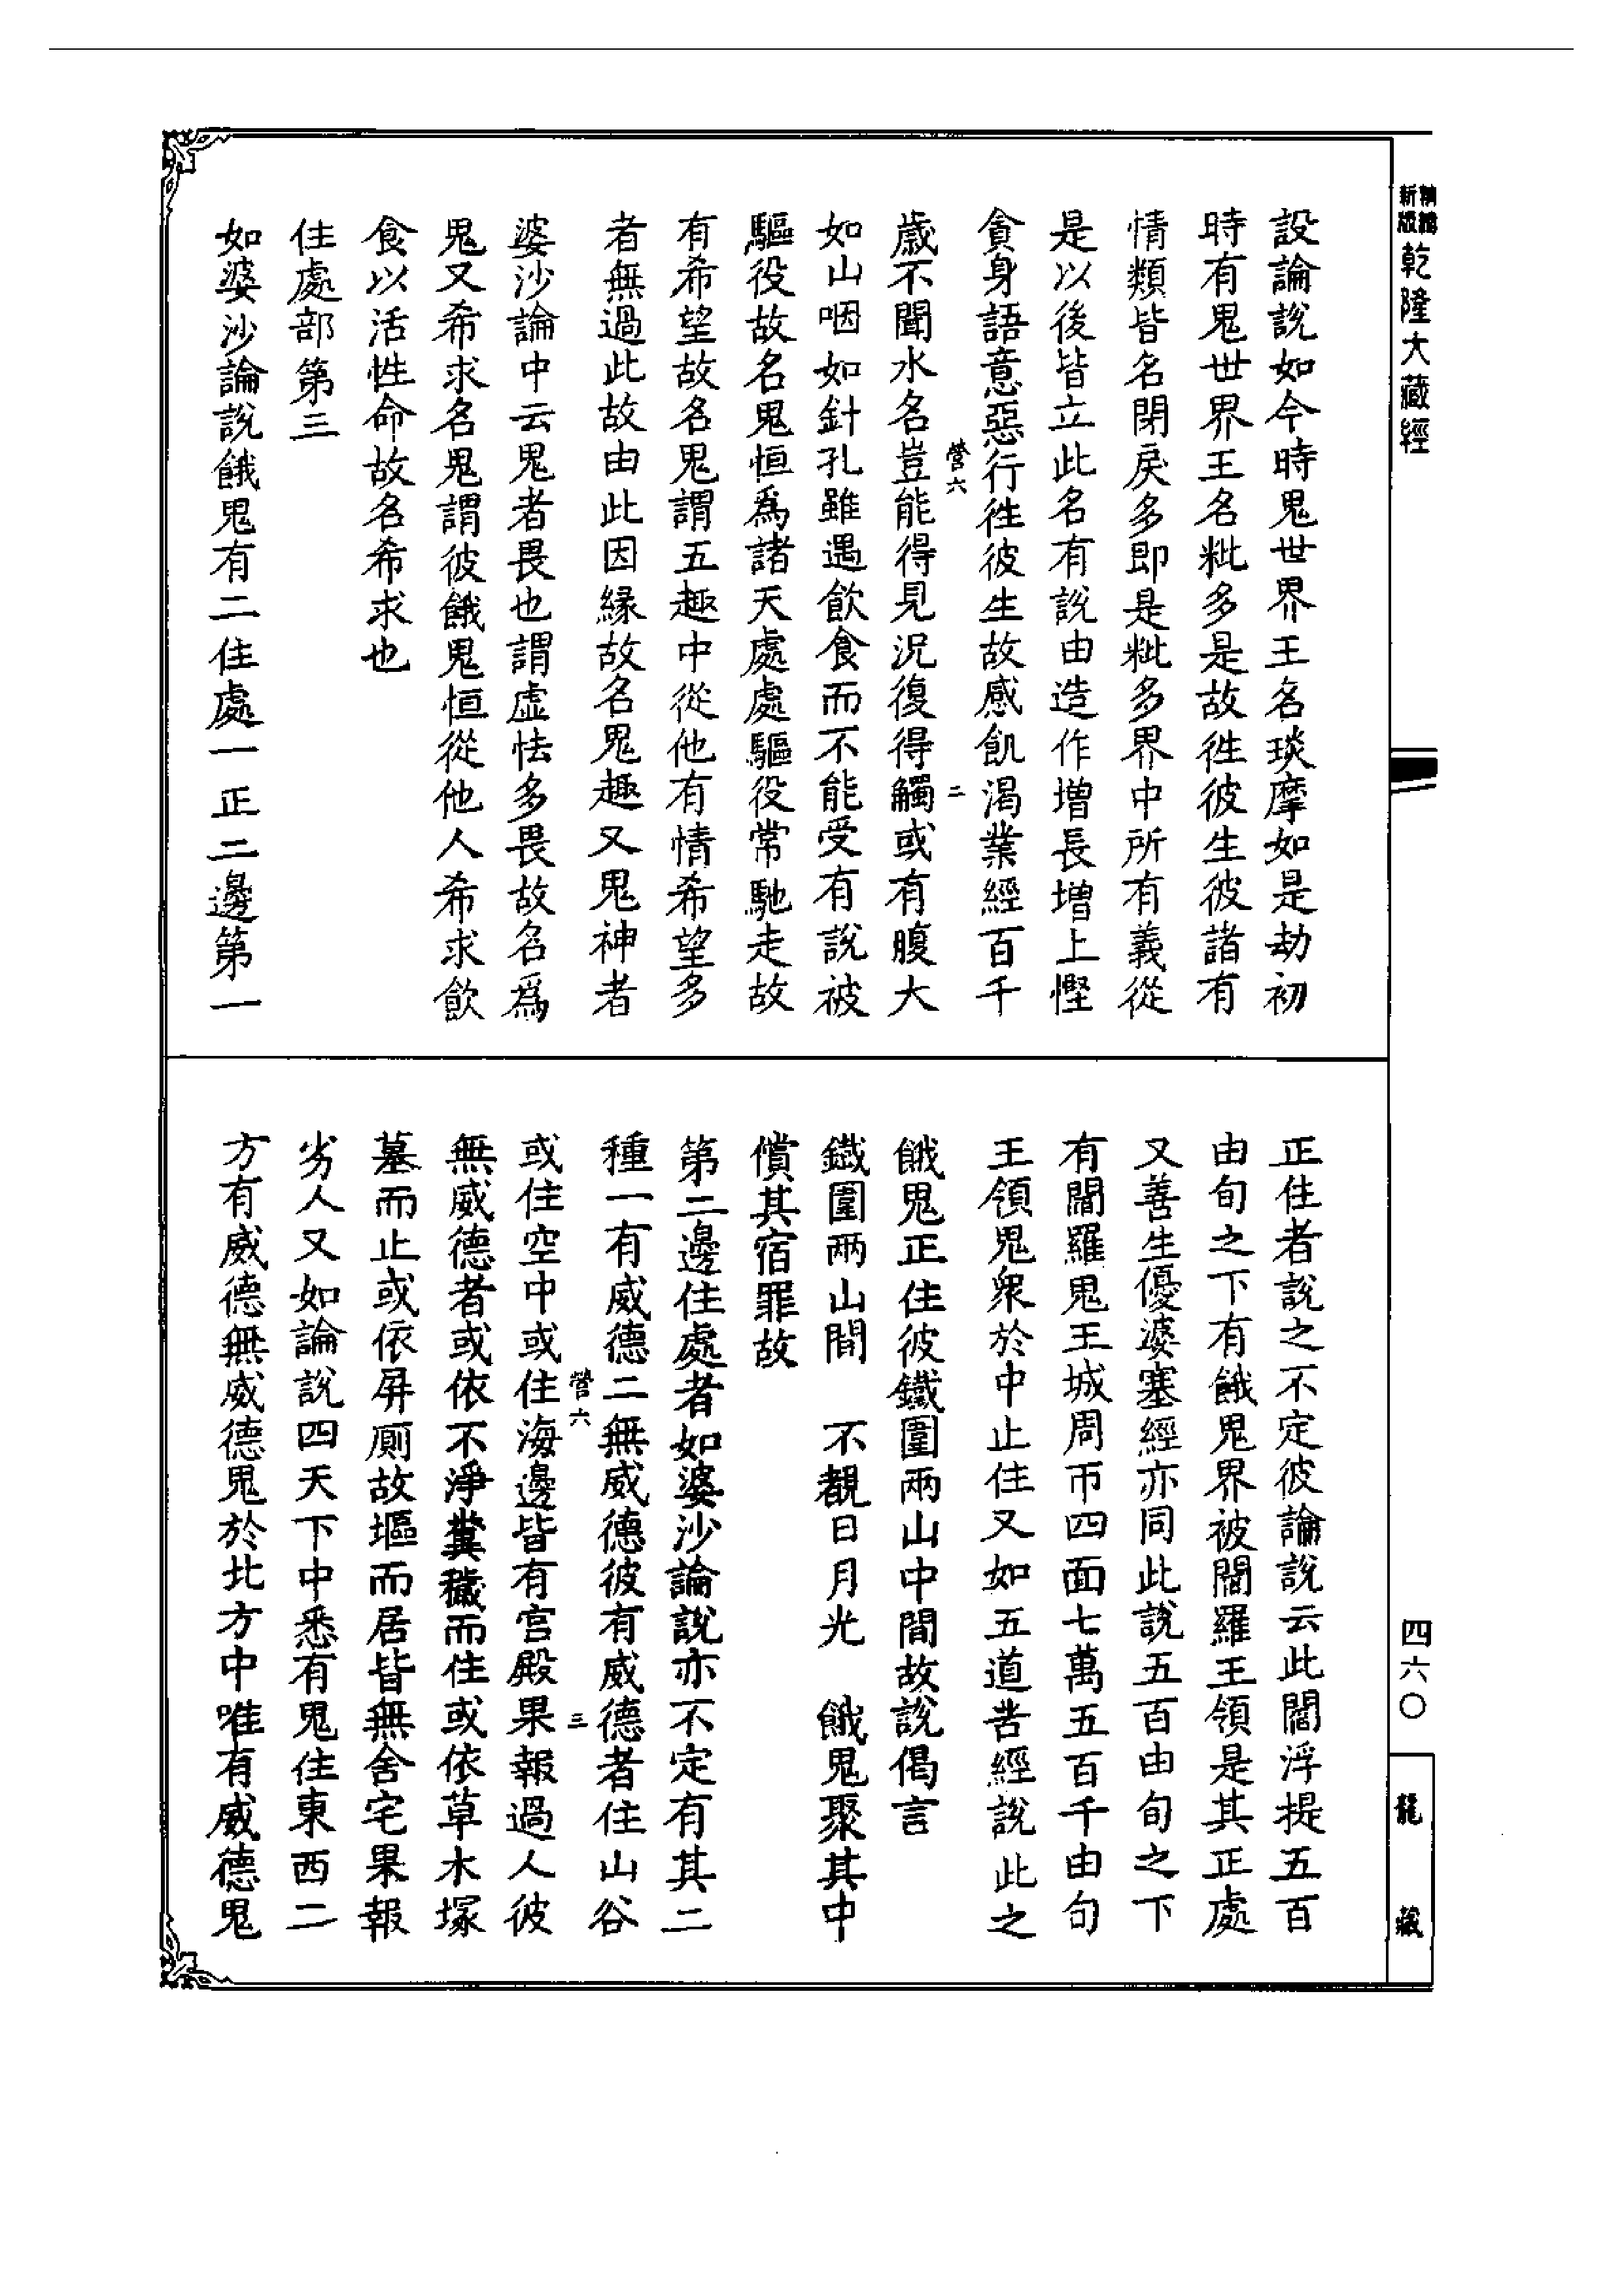 新版
精縮
乾隆大藏經
設論說如今時鬼世界王名琰摩如是劫初
時有鬼世界王名粃多是故徃彼生彼諸有
情類皆名閉戾多即是粃多界中所有義從
是以後皆立此名有說由造作增長增上慳
貪身語意惡行徃彼生故感飢渴業經百千
營六
二
歲不聞水名豈能得見況復得觸或有腹大
如山咽如針孔雖遇飲食而不能受有說被
驅役故名鬼恒爲諸天處處驅役常馳走故
有希望故名鬼謂五趣中從他有情希望多
者無過此故由此因緣故名鬼趣又鬼神者
婆沙論中云鬼者畏也謂虛怯多畏故名爲
鬼又希求名鬼謂彼餓鬼恒從他人希求飲
食以活性命故名希求也
住處部第三
如婆沙論說餓鬼有二住處一正二邊第一
正住者說之不定彼論說云此閻浮提五百
由旬之下有餓鬼界被閻羅王領是其正處
又善生優婆塞經亦同此說五百由旬之下
有閻羅鬼王城周帀四面七萬五百千由旬
王領鬼衆於中止住又如五道苦經說此之
餓鬼正住彼鐵圍兩山中間故說偈言
鐵圍兩山間　不覩日月光　餓鬼聚其中
償其宿罪故
第二邊住處者如婆沙論說亦不定有其二
種一有威德二無威德彼有威德者住山谷
營六
三
或住空中或住海邊皆有宮殿果報過人彼
無威德者或依不淨糞穢而住或依草木塚
墓而止或依屏廁故塸而居皆無舍宅果報
劣人又如論說四天下中悉有鬼住東西二
方有威德無威德鬼於北方中唯有威德鬼
四六〇
龍藏